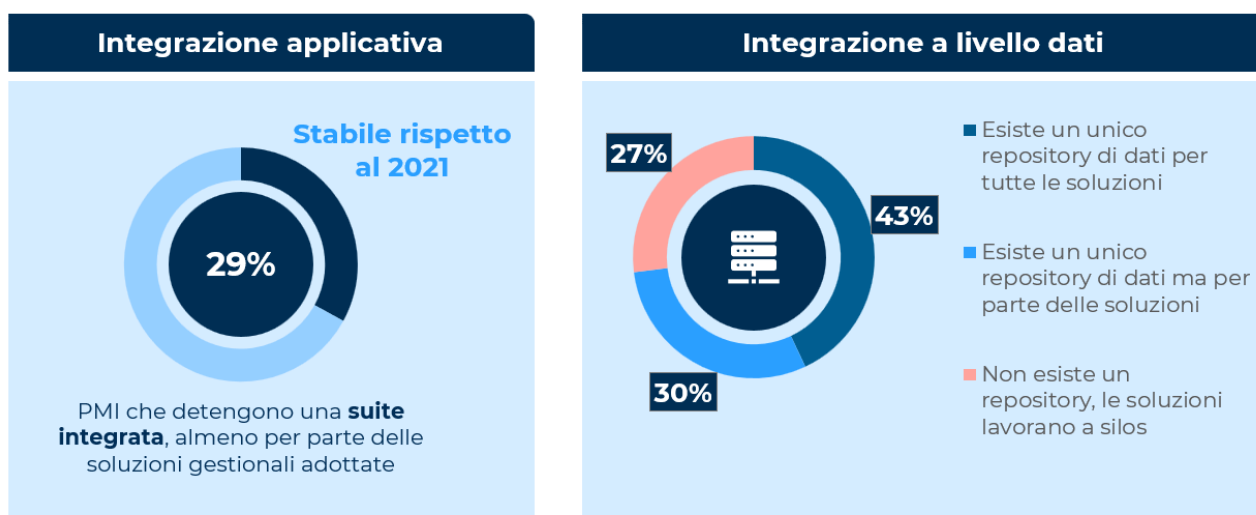 Integrazione applicativa
Stabile rispetto
al 2021
29%
PMI che detengono una suite
integrata, almeno per parte delle
soluzioni gestionali adottate
Integrazione a livello dati
27%
43%
30%
Esiste un unico
repository di dati per
tutte le soluzioni
Esiste un unico
repository di dati ma per
parte delle soluzioni
Non esiste un
repository, le soluzioni
lavorano a silos